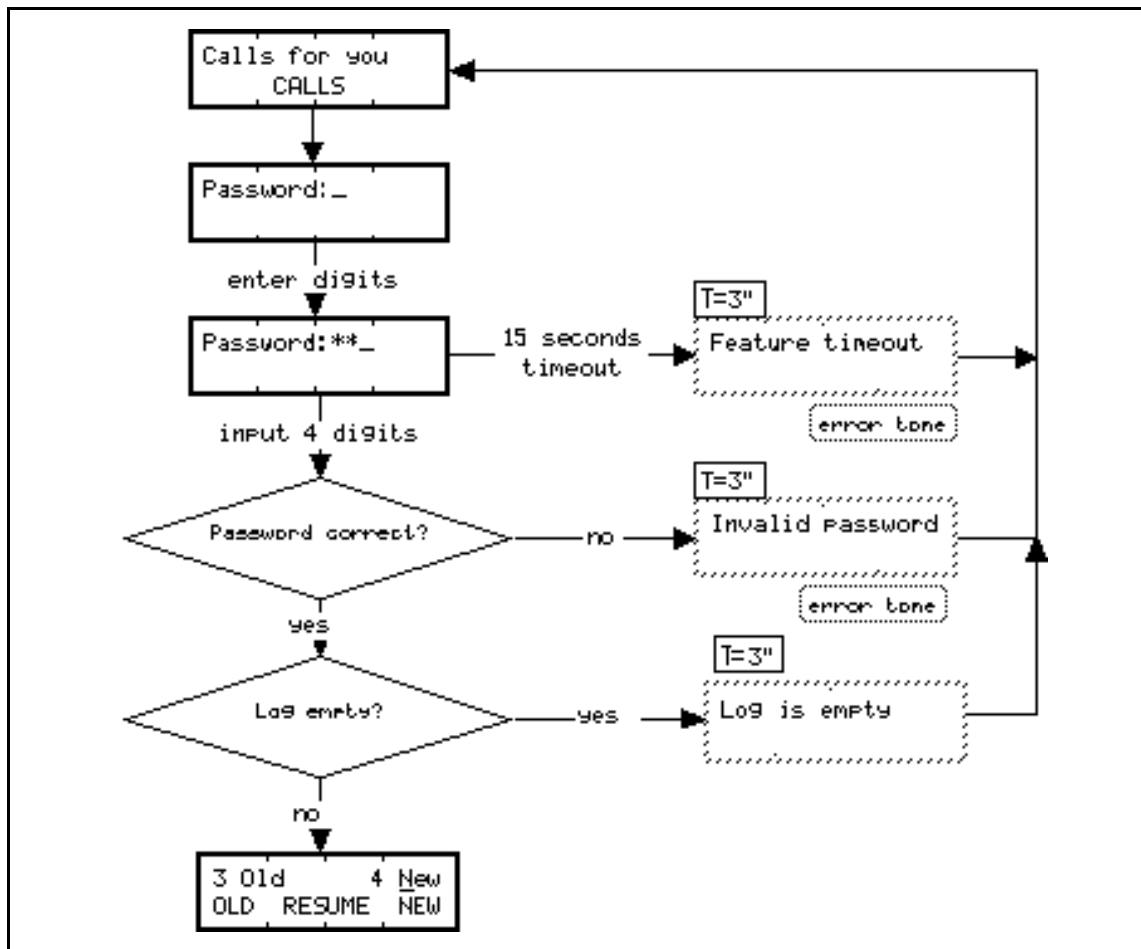 Calls for you
CALLS
Password:_
enter digits
T=3"
Password:**_
15 seconds
timeout
Feature timeout
error tone
input 4 digits
T=3"
Password correct?
no
Invalid password
error tone
yes
T=3"
Log empty?
yes
Log is empty
no
3 Old 4 New
OLD RESUME NEW